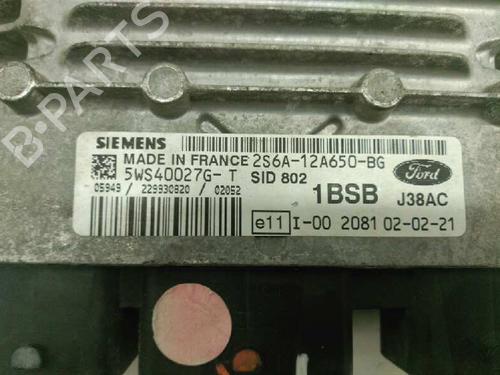 B-PARTS
SIEMENS
MADE IN FRANCE 2S6A-12A650-BG
5WS40027G- T SID 802
05949 / 229930820 / 02052
1BSB
Ford
J38AC
e11 I-00 2081 02-02-21